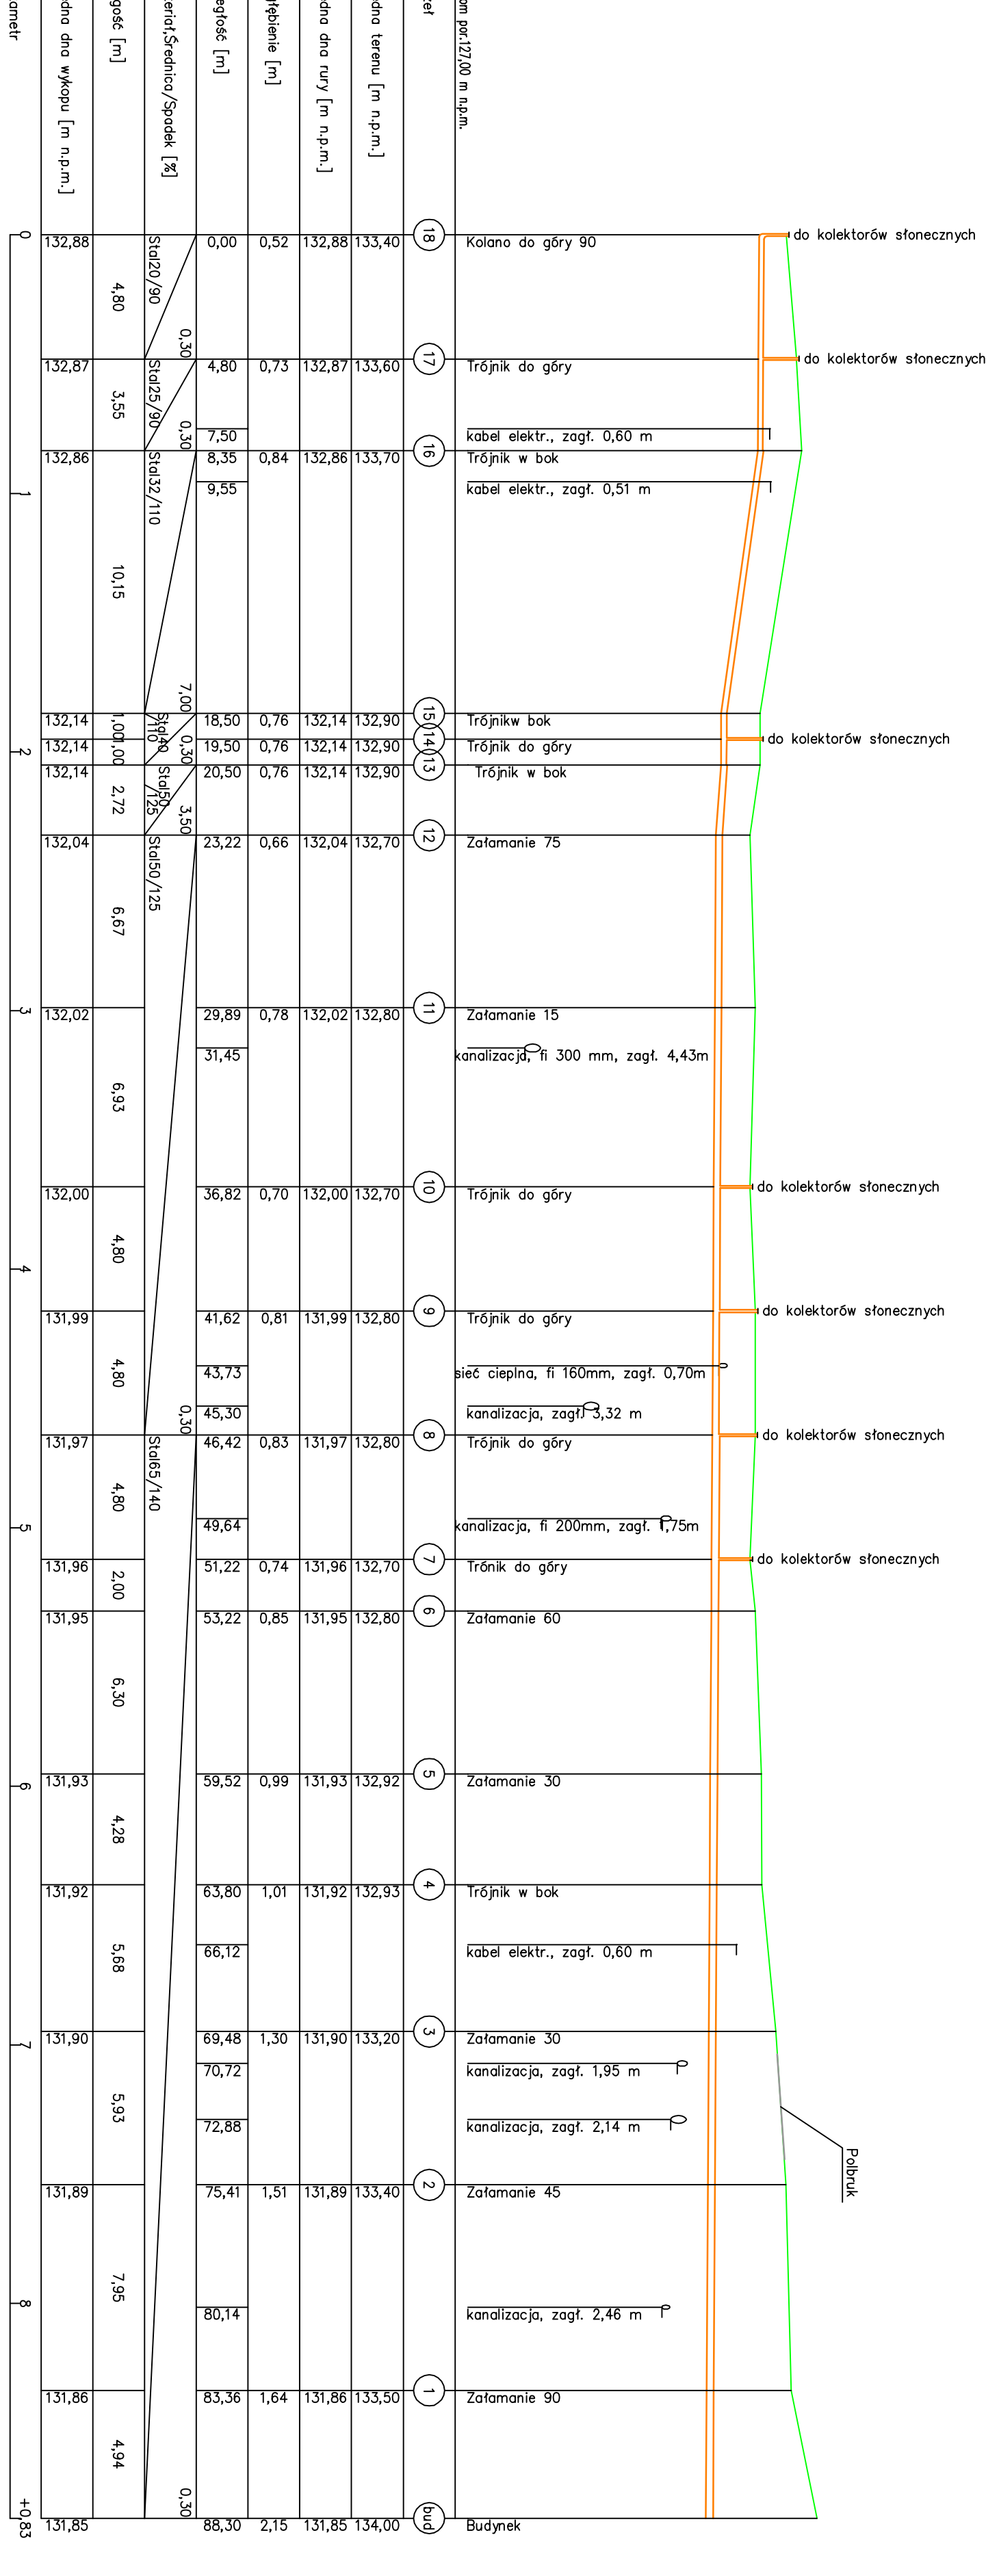 om por.127,00 m n.p.m.
eł
dna terenu [m n.p.m.]
dna dna rury [m n.p.m.]
głębienie [m]
egłość [m]
eriał,Średnica/Spadek [%]
gość [m]
dna dna wykopu [m n.p.m.]
ametr
0
132,88
Stal20/90
0,00
0,52
132,88
133,40
18
Kolano do góry 90
do kolektorów słonecznych
4,80
0,30
132,87
Stal25/90
4,80
0,73
132,87
133,60
17
Trójnik do góry
do kolektorów słonecznych
3,55
0,30
7,50
kabel elektr., zagł. 0,60 m
132,86
Stal32/110
8,35
0,84
132,86
133,70
16
Trójnik w bok
1
9,55
kabel elektr., zagł. 0,51 m
10,15
7,00
132,14
Stal40
/110
18,50
0,76
132,14
132,90
15
Trójnikw bok
1,00
0,30
132,14
19,50
0,76
132,14
132,90
14
Trójnik do góry
do kolektorów słonecznych
2
1,00
132,14
Stal50
/125
20,50
0,76
132,14
132,90
13
Trójnik w bok
2,72
3,50
132,04
Stal50/125
23,22
0,66
132,04
132,70
12
Załamanie 75
6,67
3
132,02
29,89
0,78
132,02
132,80
11
Załamanie 15
31,45
kanalizacja, fi 300 mm, zagł. 4,43m
6,93
132,00
36,82
0,70
132,00
132,70
10
Trójnik do góry
do kolektorów słonecznych
4
4,80
131,99
41,62
0,81
131,99
132,80
9
Trójnik do góry
do kolektorów słonecznych
4,80
43,73
sieć cieplna, fi 160mm, zagł. 0,70m
45,30
kanalizacja, zagł. 3,32 m
0,30
131,97
Stal65/140
46,42
0,83
131,97
132,80
8
Trójnik do góry
do kolektorów słonecznych
4,80
5
49,64
kanalizacja, fi 200mm, zagł. 1,75m
131,96
51,22
0,74
131,96
132,70
7
Trónik do góry
do kolektorów słonecznych
2,00
131,95
53,22
0,85
131,95
132,80
6
Załamanie 60
6,30
131,93
59,52
0,99
131,93
132,92
5
Załamanie 30
6
4,28
131,92
63,80
1,01
131,92
132,93
4
Trójnik w bok
5,68
66,12
kabel elektr., zagł. 0,60 m
131,90
69,48
1,30
131,90
133,20
3
Załamanie 30
7
70,72
kanalizacja, zagł. 1,95 m
5,93
72,88
kanalizacja, zagł. 2,14 m
Polbruk
131,89
75,41
1,51
131,89
133,40
2
Załamanie 45
7,95
8
80,14
kanalizacja, zagł. 2,46 m
131,86
83,36
1,64
131,86
133,50
1
Załamanie 90
4,94
0,30
+0,83
131,85
88,30
2,15
131,85
134,00
bud
Budynek